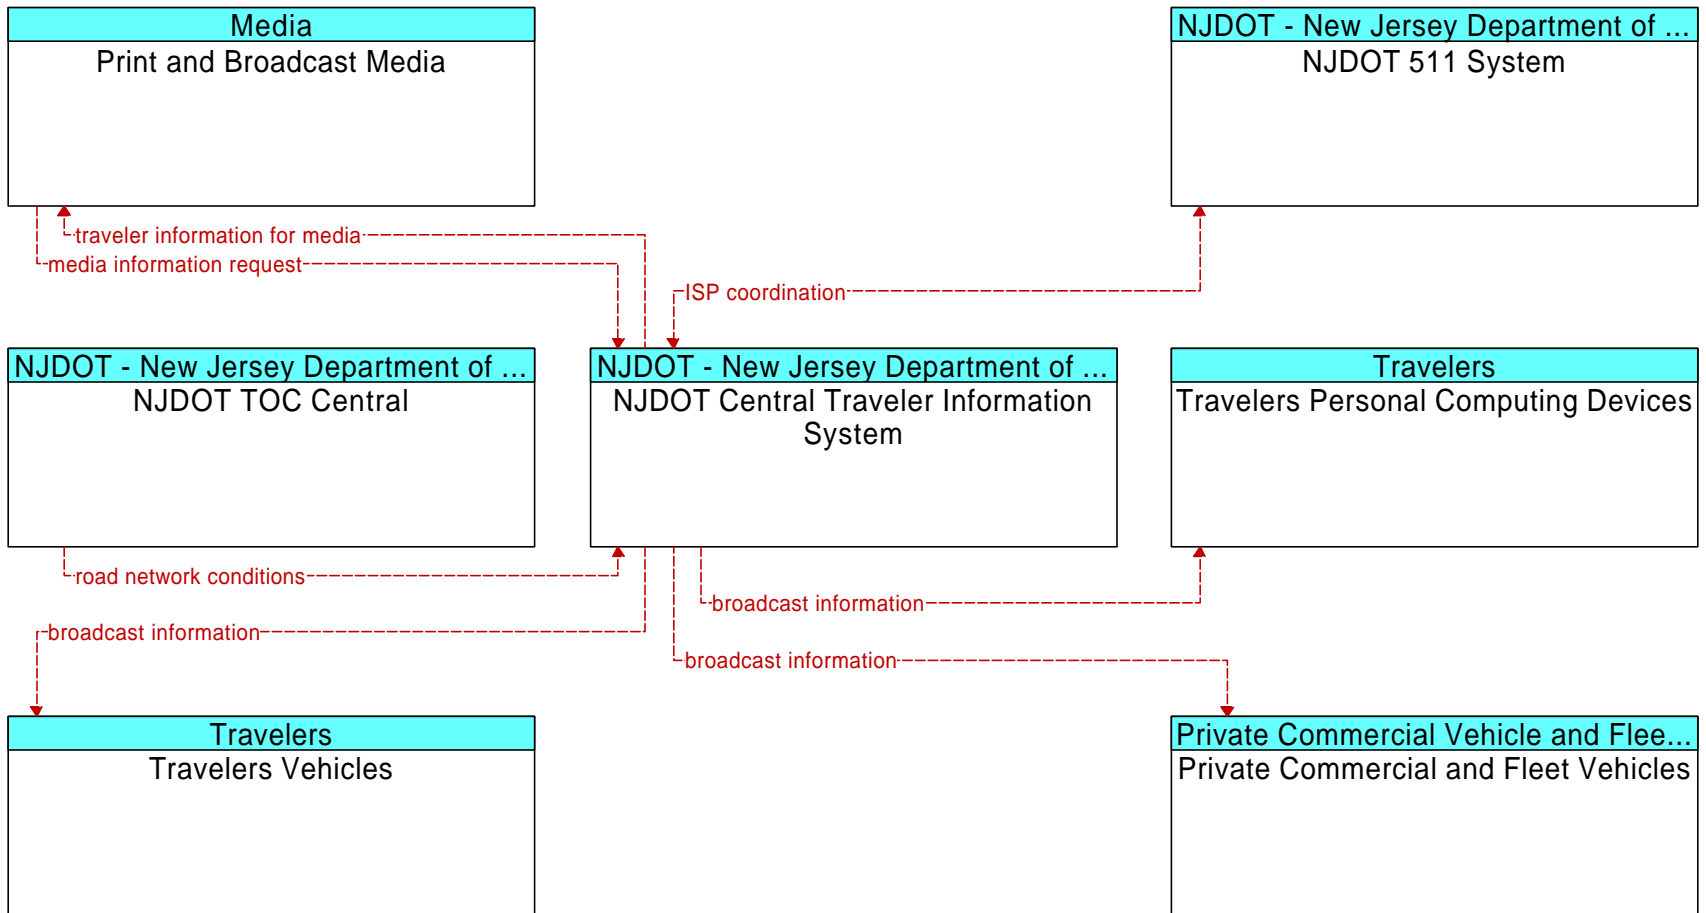 Media
Print and Broadcast Media
NJDOT - New Jersey Department of ...
NJDOT 511 System
traveler information for media
media information request
ISP coordination
NJDOT - New Jersey Department of ...
NJDOT TOC Central
NJDOT - New Jersey Department of ...
NJDOT Central Traveler Information
System
Travelers
Travelers Personal Computing Devices
road network conditions
broadcast information
broadcast information
broadcast information
Travelers
Travelers Vehicles
Private Commercial Vehicle and Flee...
Private Commercial and Fleet Vehicles